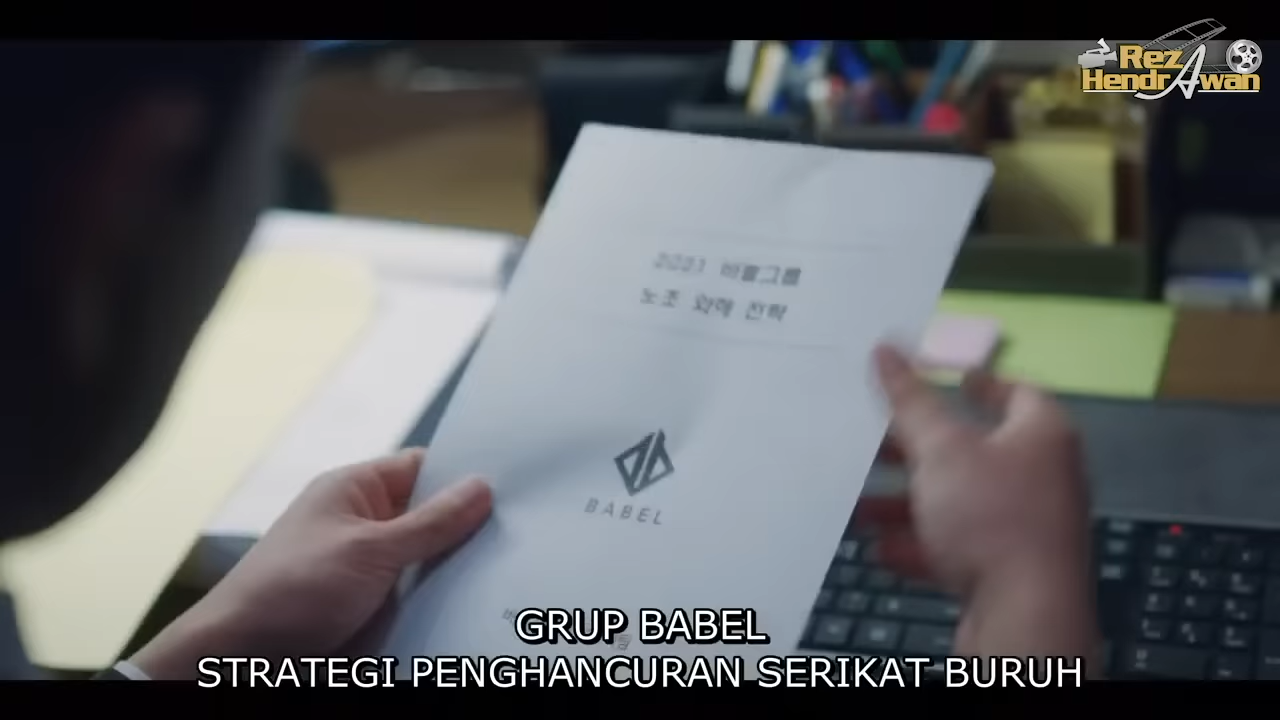 Rez
HendrAwan
2021 바벨그룹
노조 와해 전략
BABEL
GRUP BABEL
STRATEGI PENGHANCURAN SERIKAT BURUH